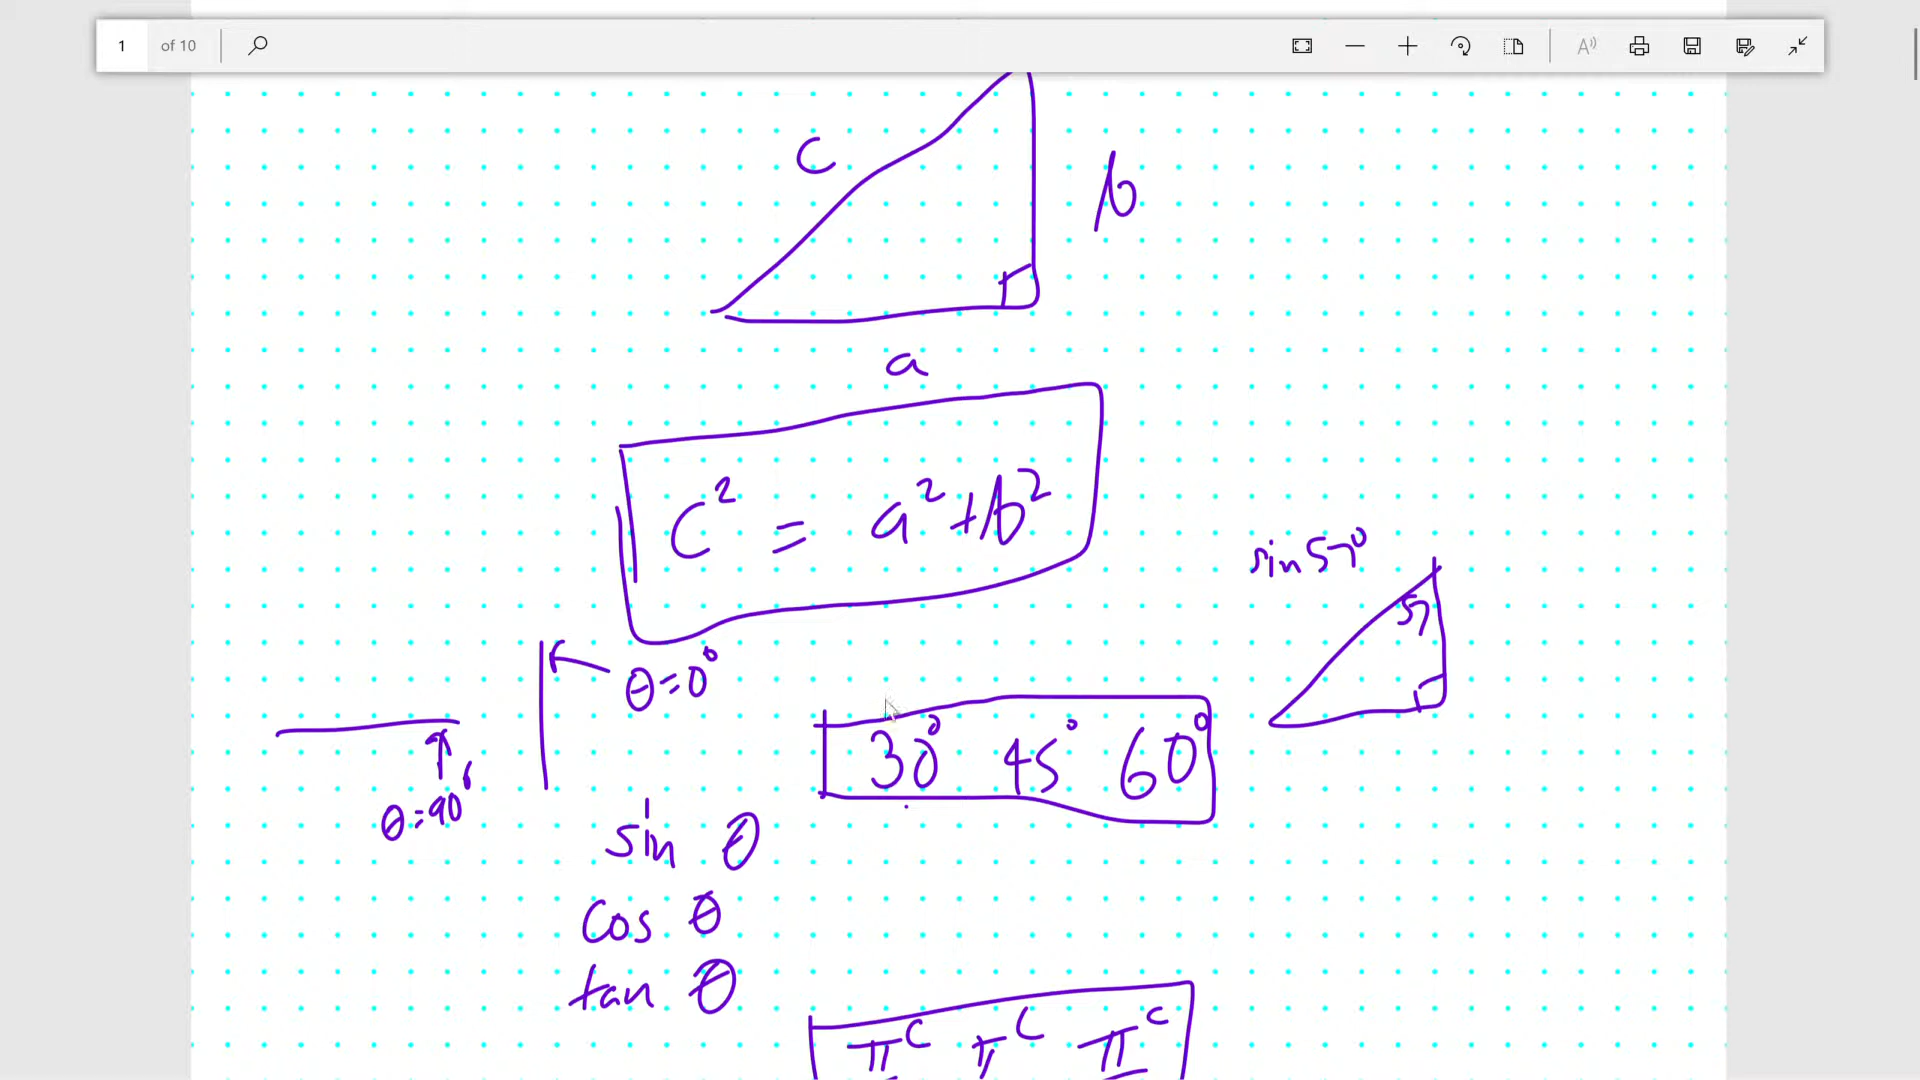 1 of 10
c
b
a
c² = a² + b²
sin 57°
57
θ = 0°
30° 45° 60°
θ = 90°
sin θ
cos θ
tan θ
π^c π^c π^c